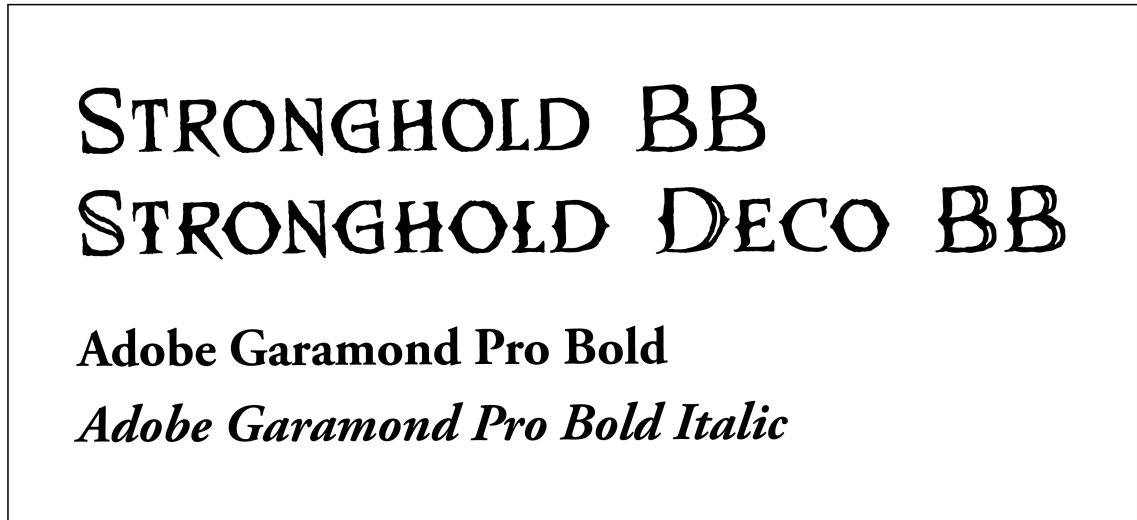 Stronghold BB
Stronghold Deco BB
Adobe Garamond Pro Bold
Adobe Garamond Pro Bold Italic